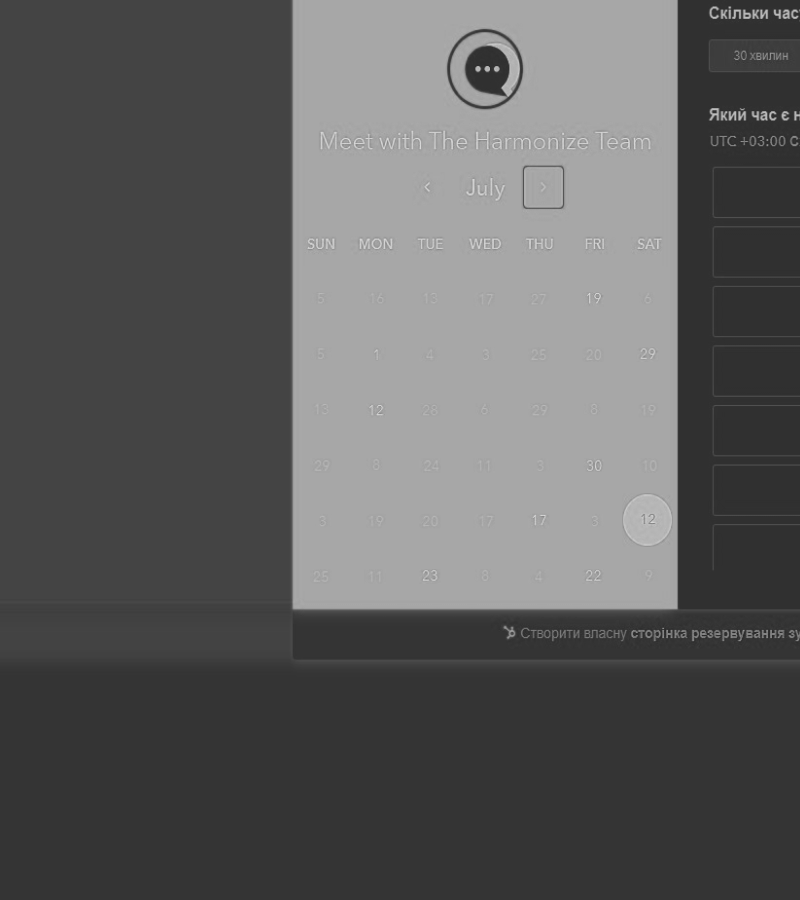 Скільки час
30 хвилин
Який час є н
UTC +03:00
Meet with The Harmonize Team
July
SUN MON TUE WED THU FRI SAT
5 16 13 17 27 19 6
5 1 4 3 25 20 29
13 12 28 6 29 8 19
29 8 24 11 3 30 10
3 19 20 17 17 3 12
25 11 23 8 4 22 9
Створити власну сторінка резервування зу